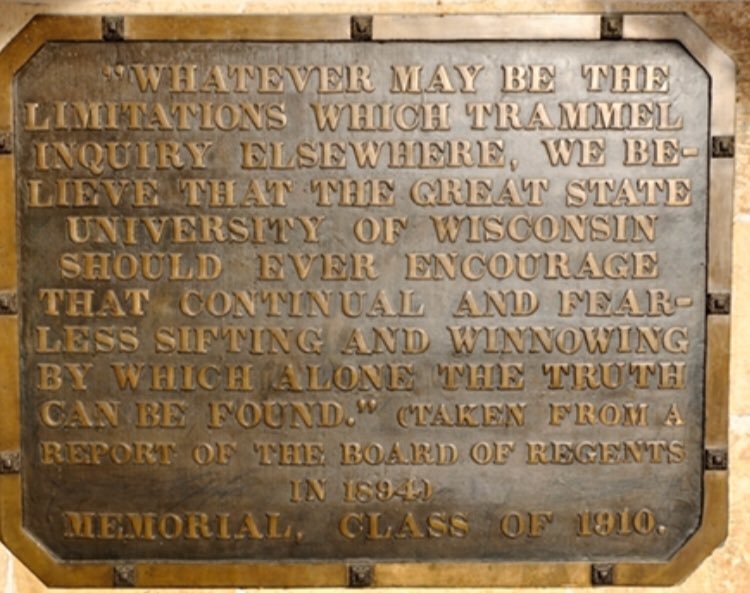 "WHATEVER MAY BE THE
LIMITATIONS WHICH TRAMMEL
INQUIRY ELSEWHERE, WE BE-
LIEVE THAT THE GREAT STATE
UNIVERSITY OF WISCONSIN
SHOULD EVER ENCOURAGE
THAT CONTINUAL AND FEAR-
LESS SIFTING AND WINNOWING
BY WHICH ALONE THE TRUTH
CAN BE FOUND." (TAKEN FROM A
REPORT OF THE BOARD OF REGENTS
IN 1894)
MEMORIAL, CLASS OF 1910.